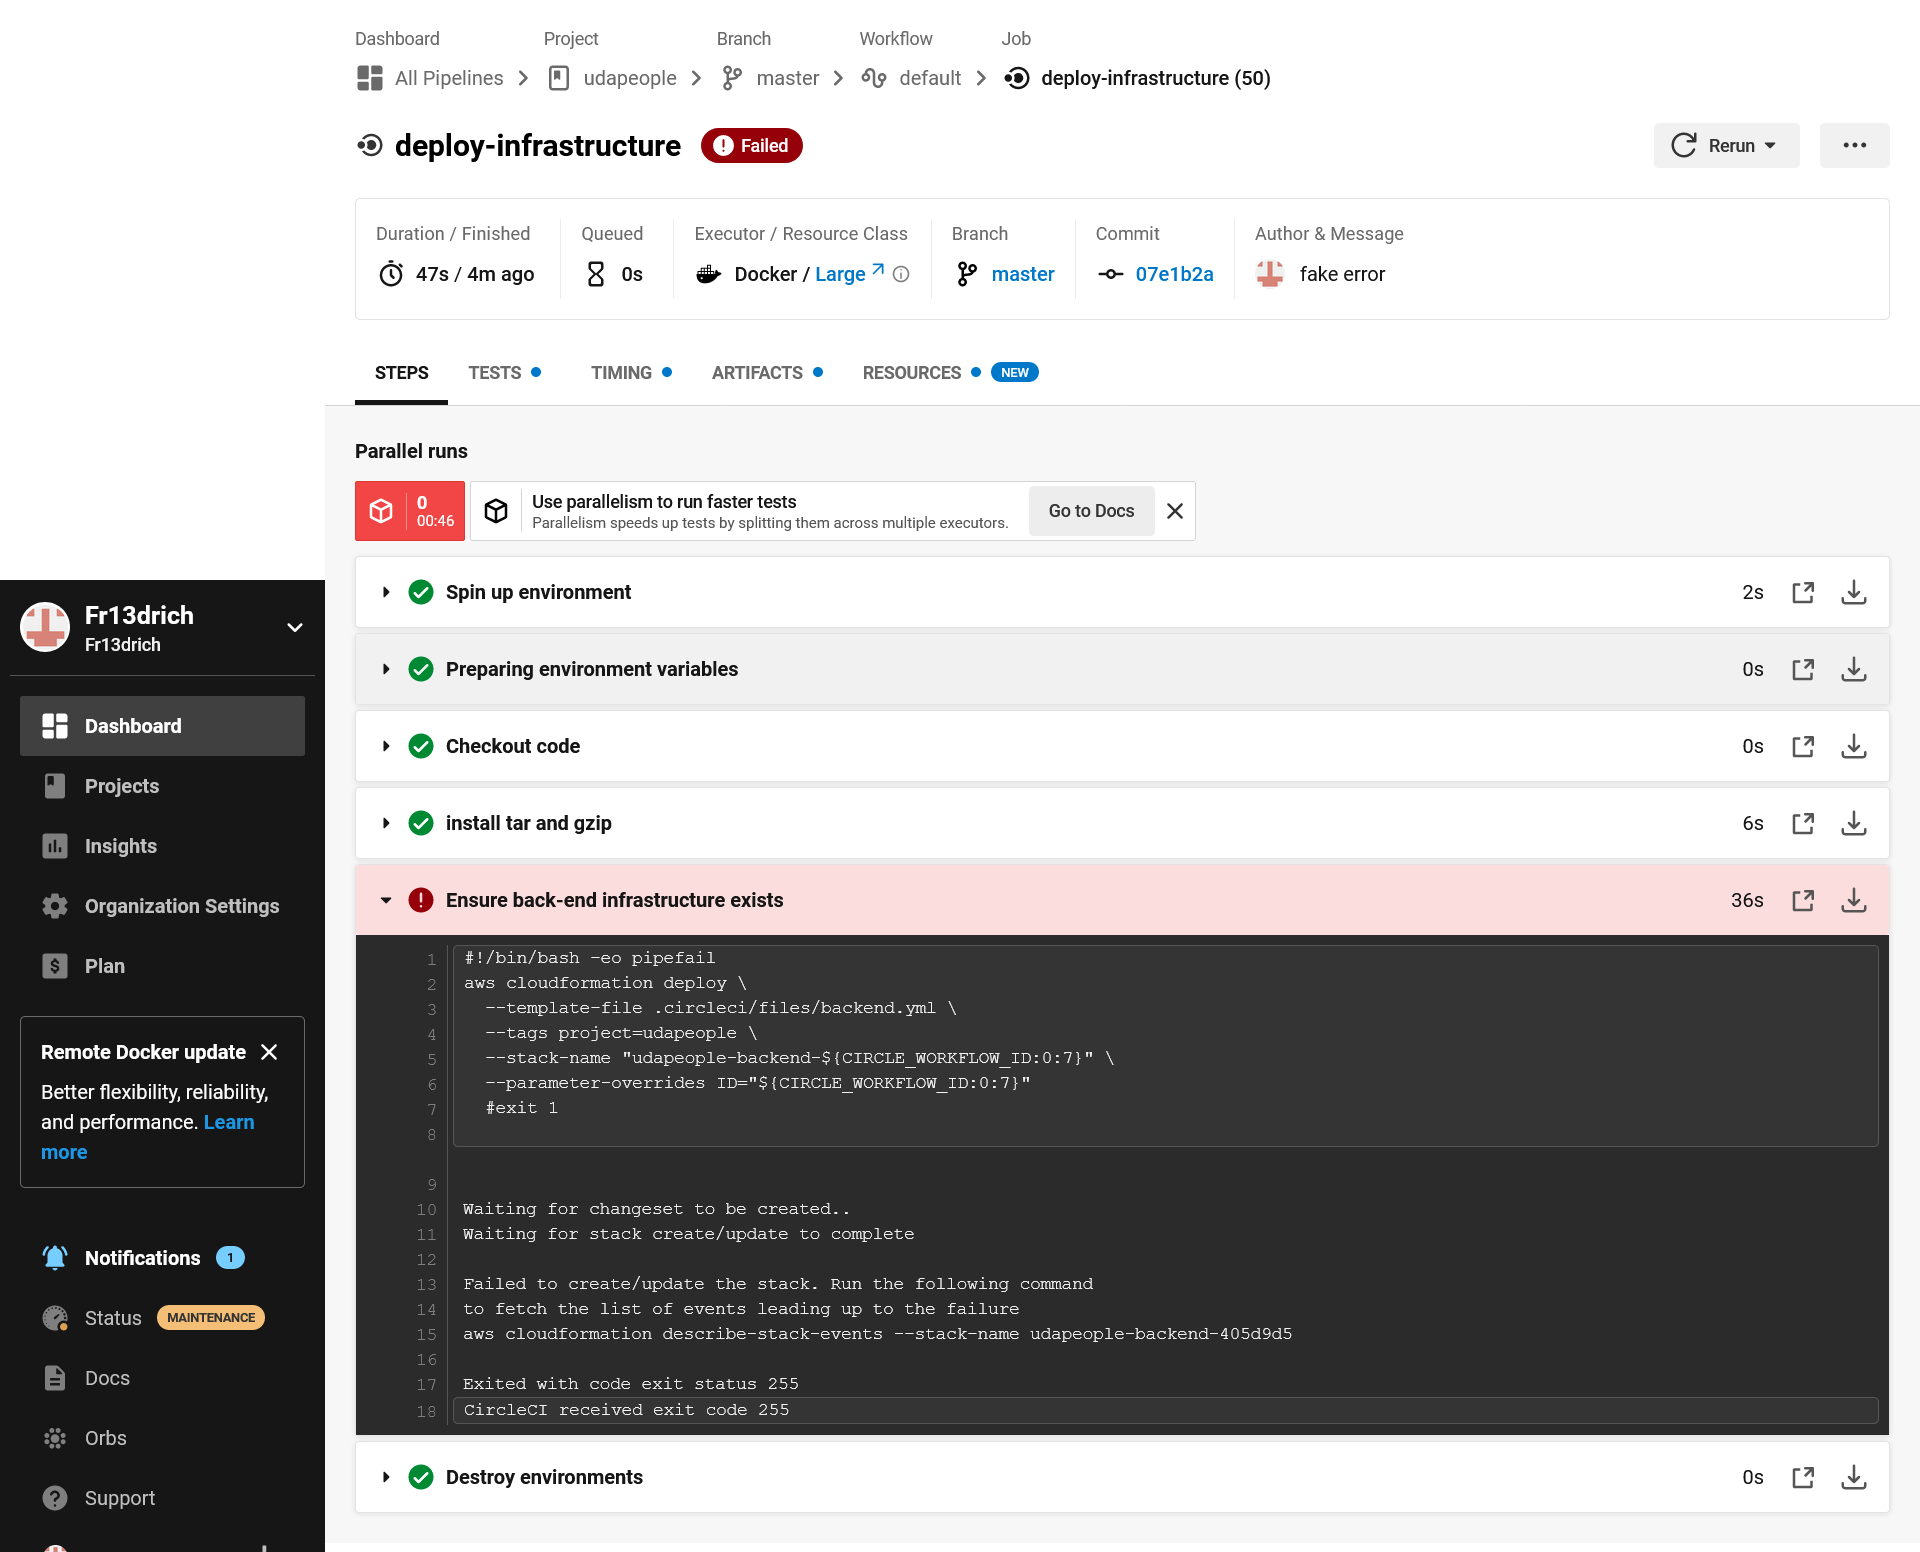 Dashboard
Project
Branch
Workflow
Job
All Pipelines
udapeople
master
default
deploy-infrastructure (50)
deploy-infrastructure
Failed
Rerun
Duration / Finished
47s / 4m ago
Queued
0s
Executor / Resource Class
Docker / Large
Branch
master
Commit
07e1b2a
Author & Message
fake error
STEPS
TESTS
TIMING
ARTIFACTS
RESOURCES
NEW
Parallel runs
0
00:46
Use parallelism to run faster tests
Parallelism speeds up tests by splitting them across multiple executors.
Go to Docs
Spin up environment
2s
Preparing environment variables
0s
Checkout code
0s
install tar and gzip
6s
Ensure back-end infrastructure exists
36s
1 #!/bin/bash -eo pipefail
2 aws cloudformation deploy \
3   --template-file .circleci/files/backend.yml \
4   --tags project=udapeople \
5   --stack-name "udapeople-backend-${CIRCLE_WORKFLOW_ID:0:7}" \
6   --parameter-overrides ID="${CIRCLE_WORKFLOW_ID:0:7}"
7   #exit 1
8
9
10 Waiting for changeset to be created..
11 Waiting for stack create/update to complete
12
13 Failed to create/update the stack. Run the following command
14 to fetch the list of events leading up to the failure
15 aws cloudformation describe-stack-events --stack-name udapeople-backend-405d9d5
16
17 Exited with code exit status 255
18 CircleCI received exit code 255
Destroy environments
0s
Fr13drich
Fr13drich
Dashboard
Projects
Insights
Organization Settings
Plan
Remote Docker update
Better flexibility, reliability,
and performance. Learn
more
Notifications
1
Status
MAINTENANCE
Docs
Orbs
Support